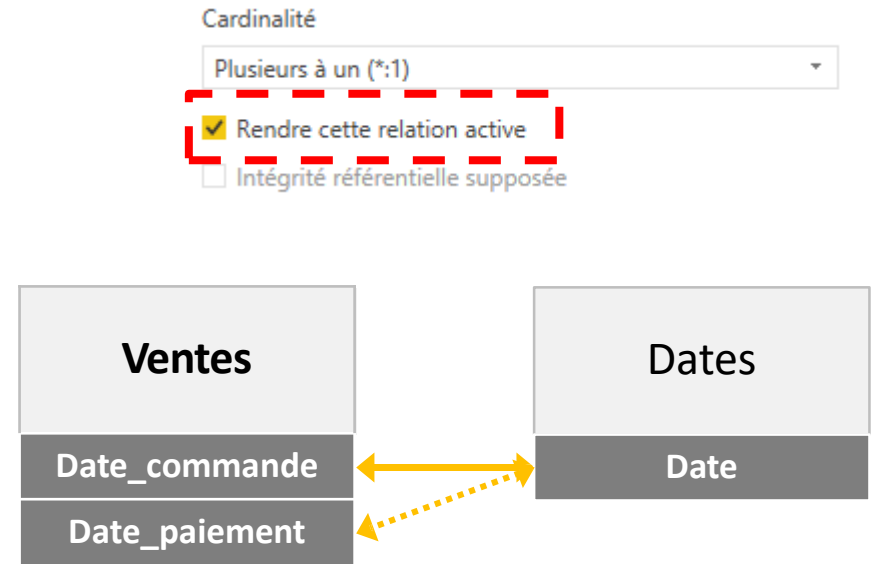 Cardinalité
Plusieurs à un (*:1)
Rendre cette relation active
Intégrité référentielle supposée
Ventes
Dates
Date_commande
Date
Date_paiement